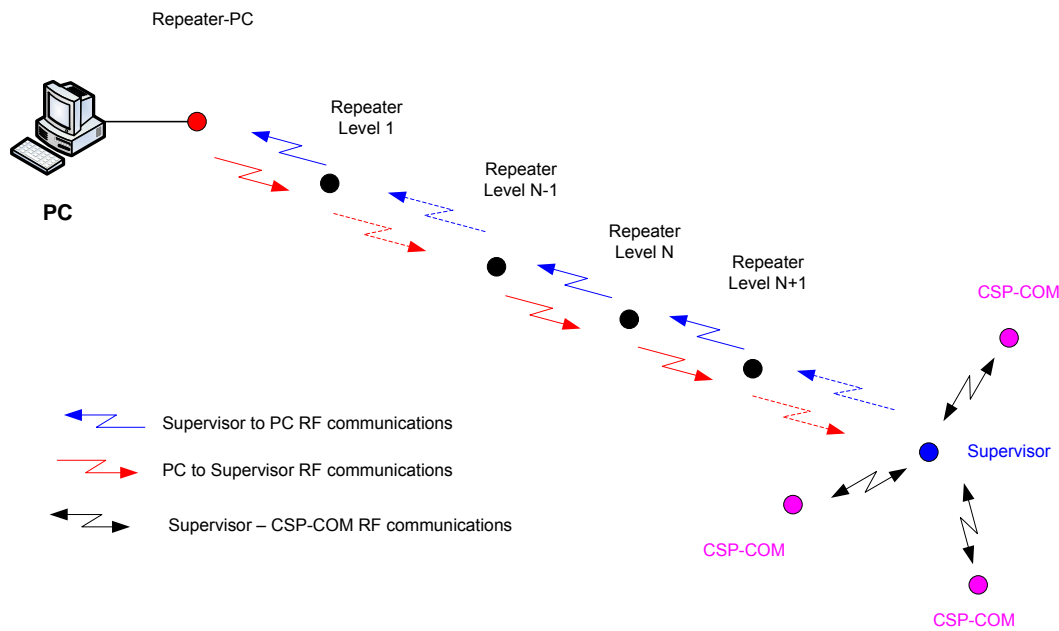 Repeater-PC
Repeater
Level 1
PC
Repeater
Level N-1
Repeater
Level N
Repeater
Level N+1
CSP-COM
Supervisor to PC RF communications
PC to Supervisor RF communications
Supervisor
Supervisor – CSP-COM RF communications
CSP-COM
CSP-COM